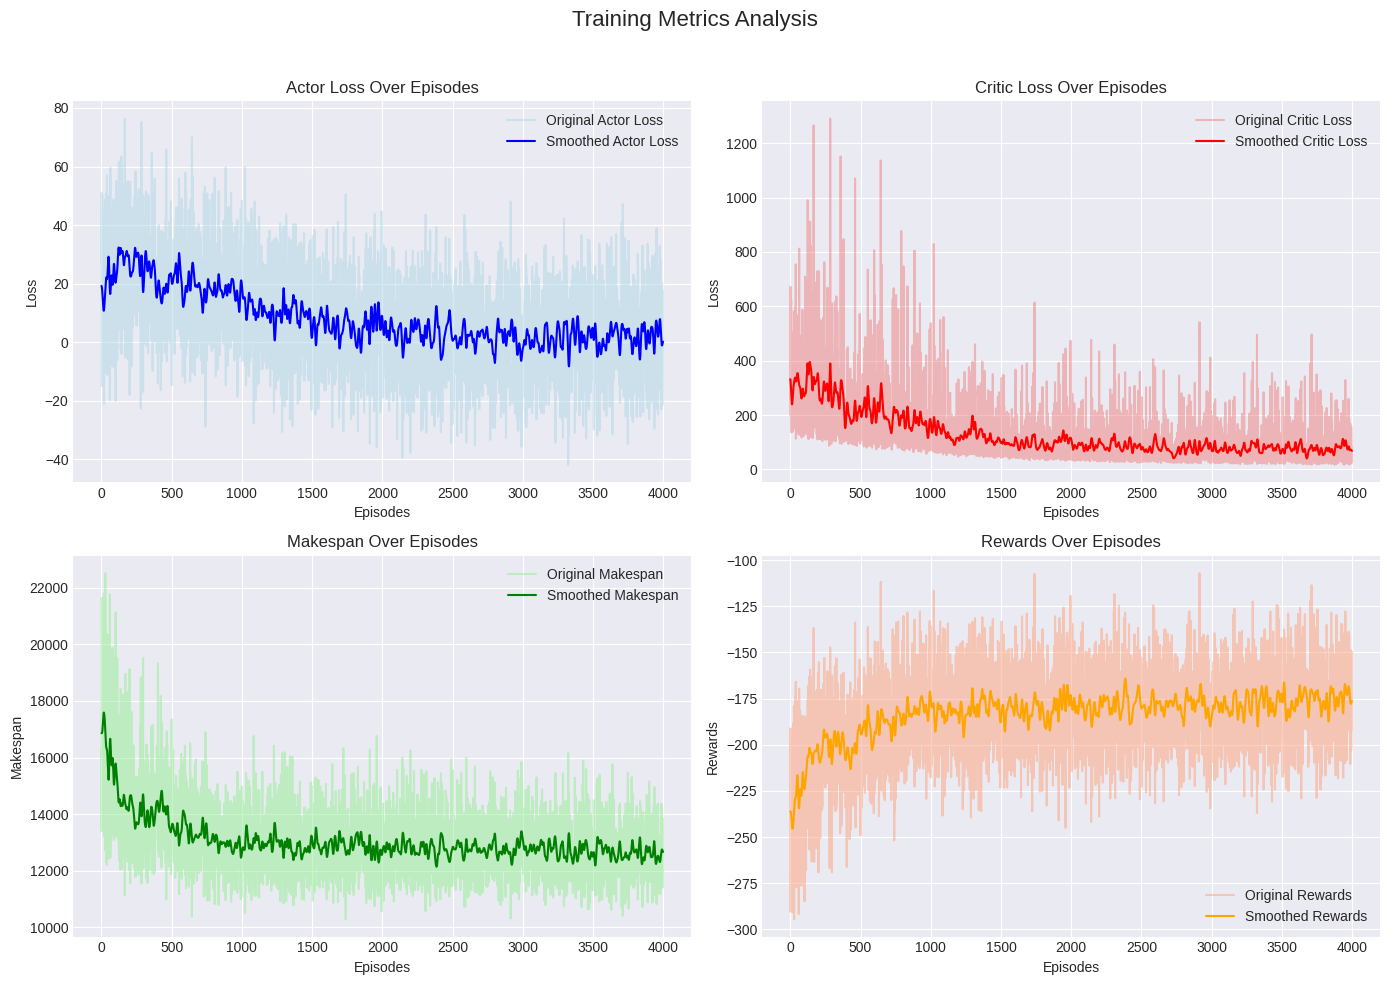 Training Metrics Analysis
Actor Loss Over Episodes
Loss
80
60
40
20
0
−20
−40
Original Actor Loss
Smoothed Actor Loss
0 500 1000 1500 2000 2500 3000 3500 4000
Episodes
Critic Loss Over Episodes
Loss
1200
1000
800
600
400
200
0
Original Critic Loss
Smoothed Critic Loss
0 500 1000 1500 2000 2500 3000 3500 4000
Episodes
Makespan Over Episodes
Makespan
22000
20000
18000
16000
14000
12000
10000
Original Makespan
Smoothed Makespan
0 500 1000 1500 2000 2500 3000 3500 4000
Episodes
Rewards Over Episodes
Rewards
−100
−125
−150
−175
−200
−225
−250
−275
−300
Original Rewards
Smoothed Rewards
0 500 1000 1500 2000 2500 3000 3500 4000
Episodes